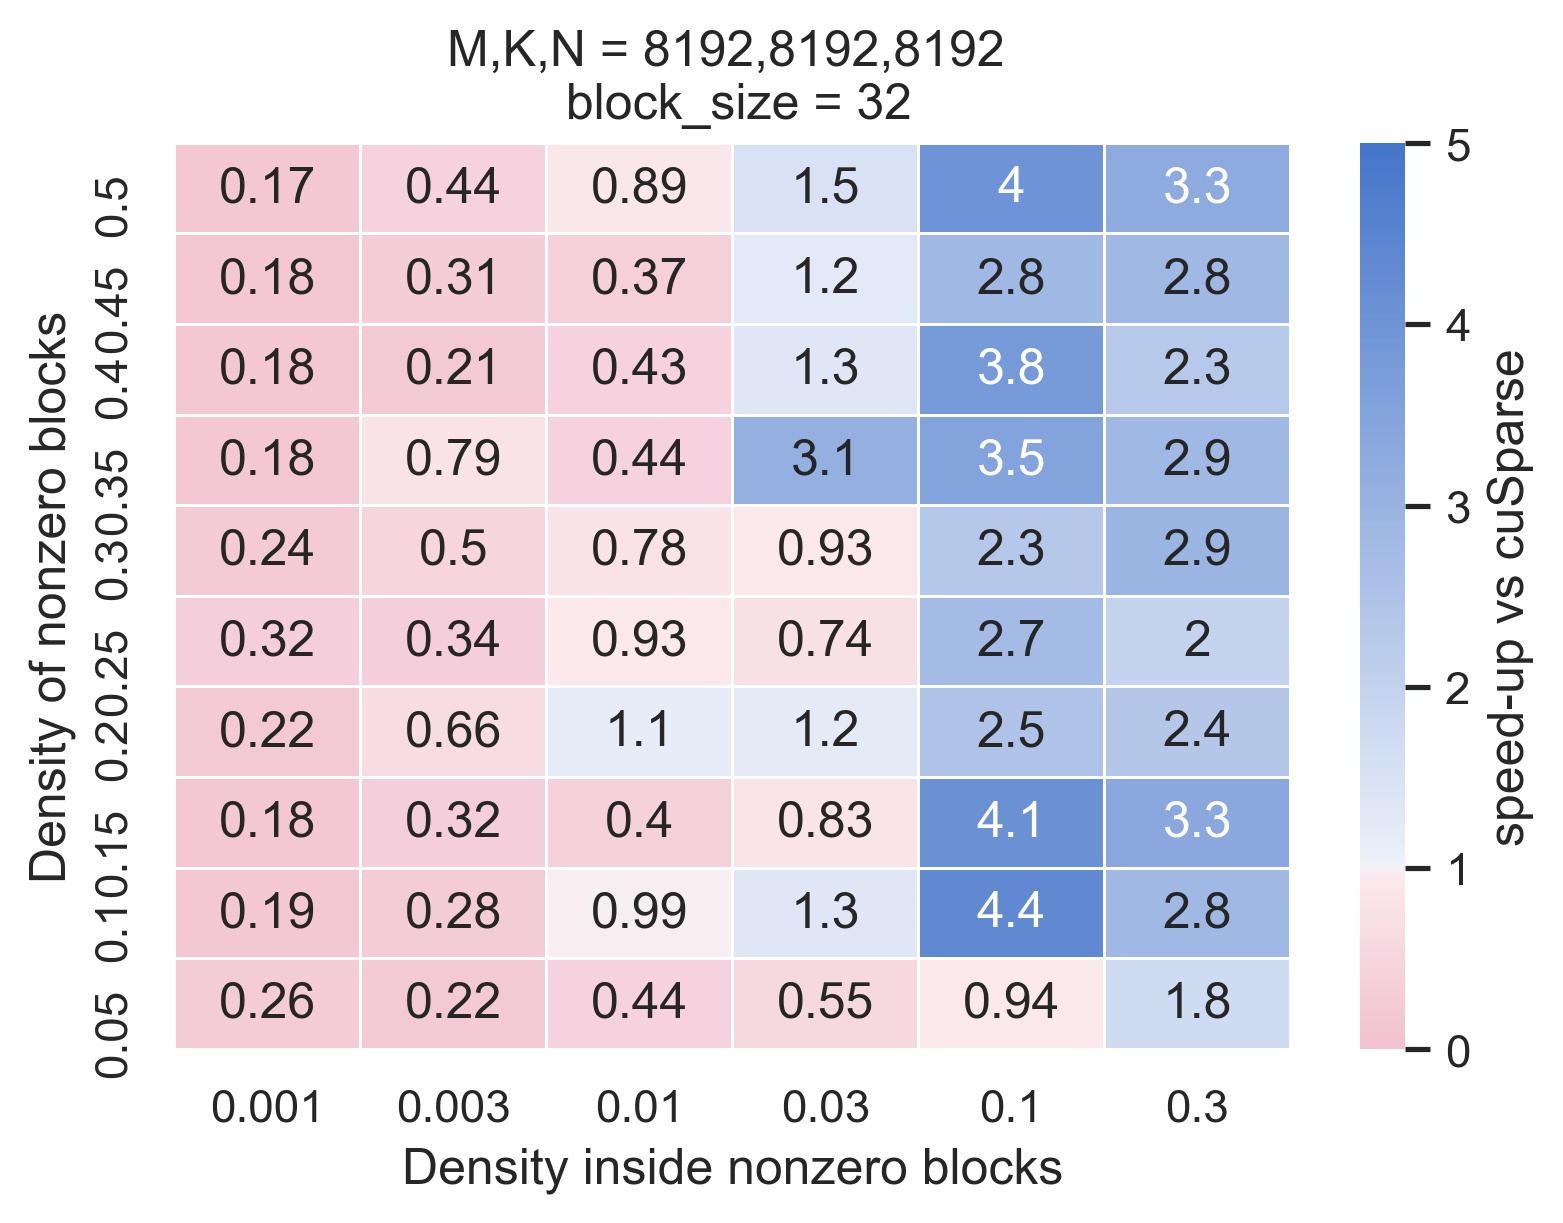 M,K,N = 8192,8192,8192
block_size = 32
Density of nonzero blocks
0.5 0.17 0.44 0.89 1.5 4 3.3
0.45 0.18 0.31 0.37 1.2 2.8 2.8
0.4 0.18 0.21 0.43 1.3 3.8 2.3
0.35 0.18 0.79 0.44 3.1 3.5 2.9
0.3 0.24 0.5 0.78 0.93 2.3 2.9
0.25 0.32 0.34 0.93 0.74 2.7 2
0.2 0.22 0.66 1.1 1.2 2.5 2.4
0.15 0.18 0.32 0.4 0.83 4.1 3.3
0.1 0.19 0.28 0.99 1.3 4.4 2.8
0.05 0.26 0.22 0.44 0.55 0.94 1.8
0.001 0.003 0.01 0.03 0.1 0.3
Density inside nonzero blocks
5
4
3
2
1
0
speed-up vs cuSparse